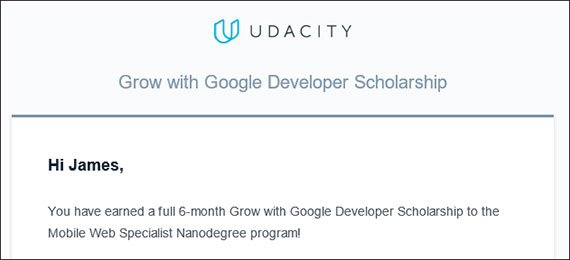 UDACITY
Grow with Google Developer Scholarship
Hi James,
You have earned a full 6-month Grow with Google Developer Scholarship to the
Mobile Web Specialist Nanodegree program!